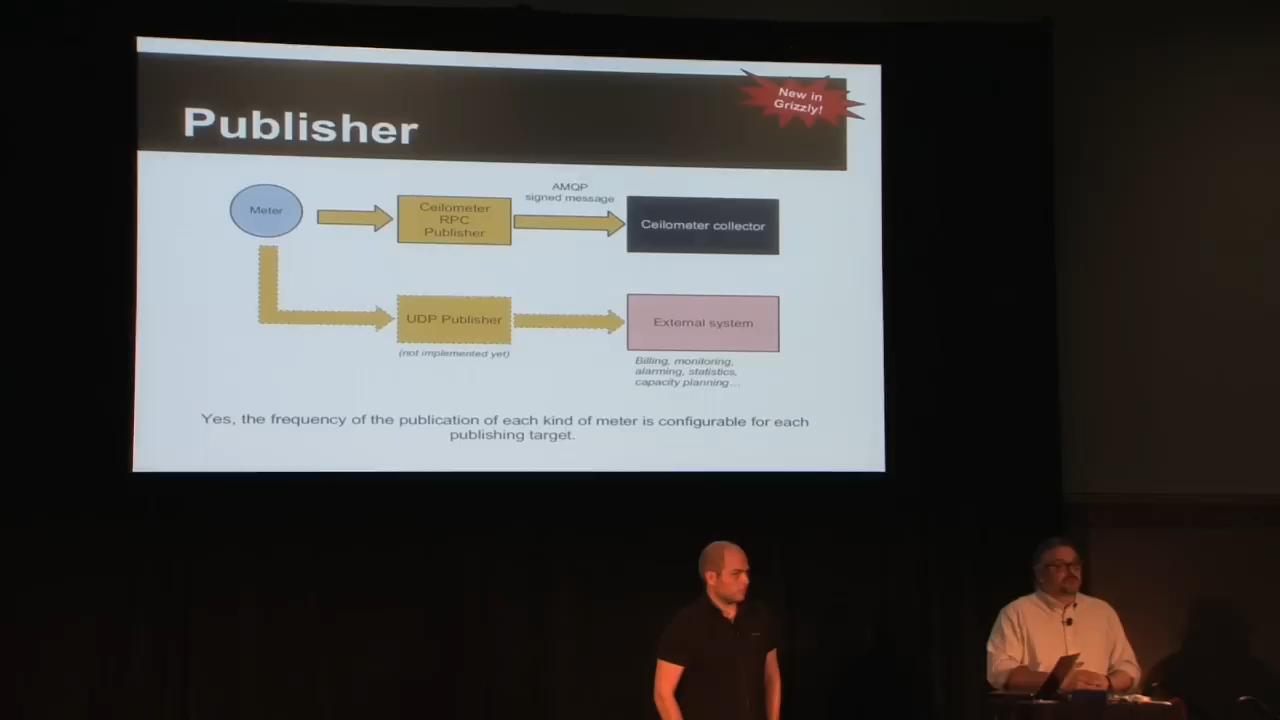 New in
Grizzly!
Publisher
Meter
Ceilometer
RPC
Publisher
AMQP
signed message
Ceilometer collector
UDP Publisher
(not implemented yet)
External system
Billing, monitoring,
alarming, statistics,
capacity planning…
Yes, the frequency of the publication of each kind of meter is configurable for each
publishing target.